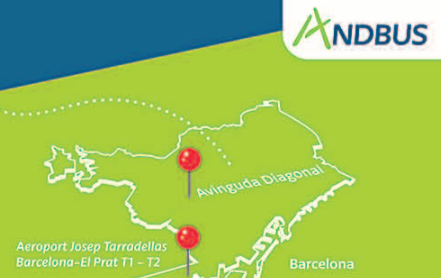 ANDBUS
Avinguda Diagonal
Aeroport Josep Tarradellas
Barcelona–El Prat T1 – T2
Barcelona